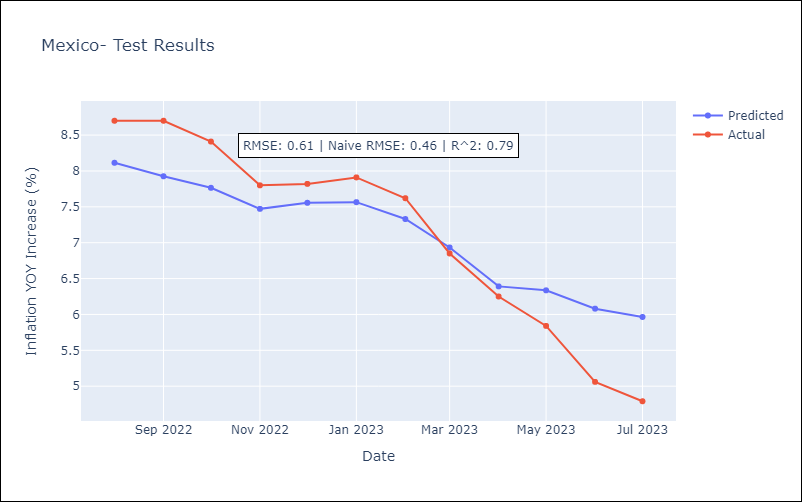 Mexico- Test Results
Predicted
Actual
RMSE: 0.61 | Naive RMSE: 0.46 | R^2: 0.79
Inflation YOY Increase (%)
8.5
8
7.5
7
6.5
6
5.5
5
Sep 2022
Nov 2022
Jan 2023
Mar 2023
May 2023
Jul 2023
Date